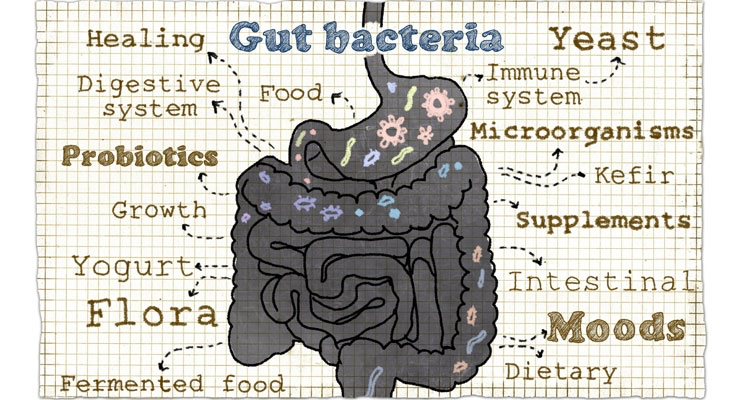 Gut bacteria
Healing
Digestive
system
Food
Probiotics
Growth
Yogurt
Flora
Fermented food
Yeast
Immune
system
Microorganisms
Kefir
Supplements
Intestinal
Moods
Dietary